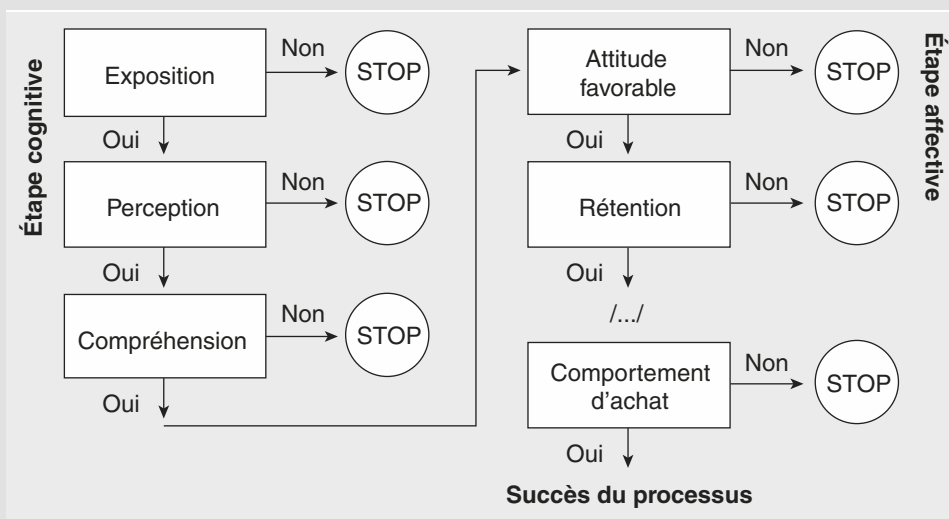 Étape cognitive
Exposition
Non
STOP
Oui
Perception
Non
STOP
Oui
Compréhension
Non
STOP
Oui
Attitude
favorable
Non
STOP
Oui
Rétention
Non
STOP
Oui
/.../
Comportement
d'achat
Non
STOP
Oui
Succès du processus
Étape affective